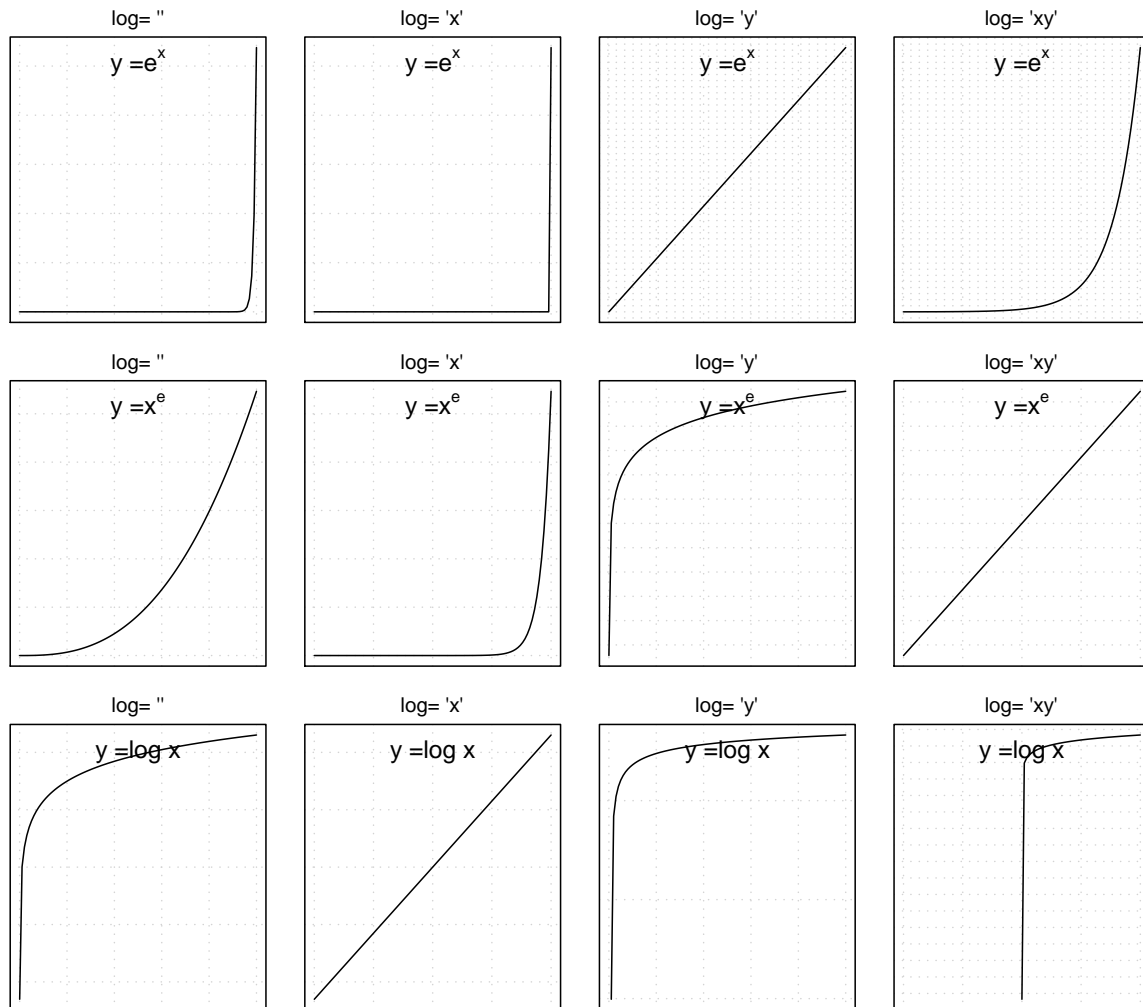 log= '' log= 'x' log= 'y' log= 'xy'
y =e^x y =e^x y =e^x y =e^x
log= '' log= 'x' log= 'y' log= 'xy'
y =x^e y =x^e y =x^e y =x^e
log= '' log= 'x' log= 'y' log= 'xy'
y =log x y =log x y =log x y =log x